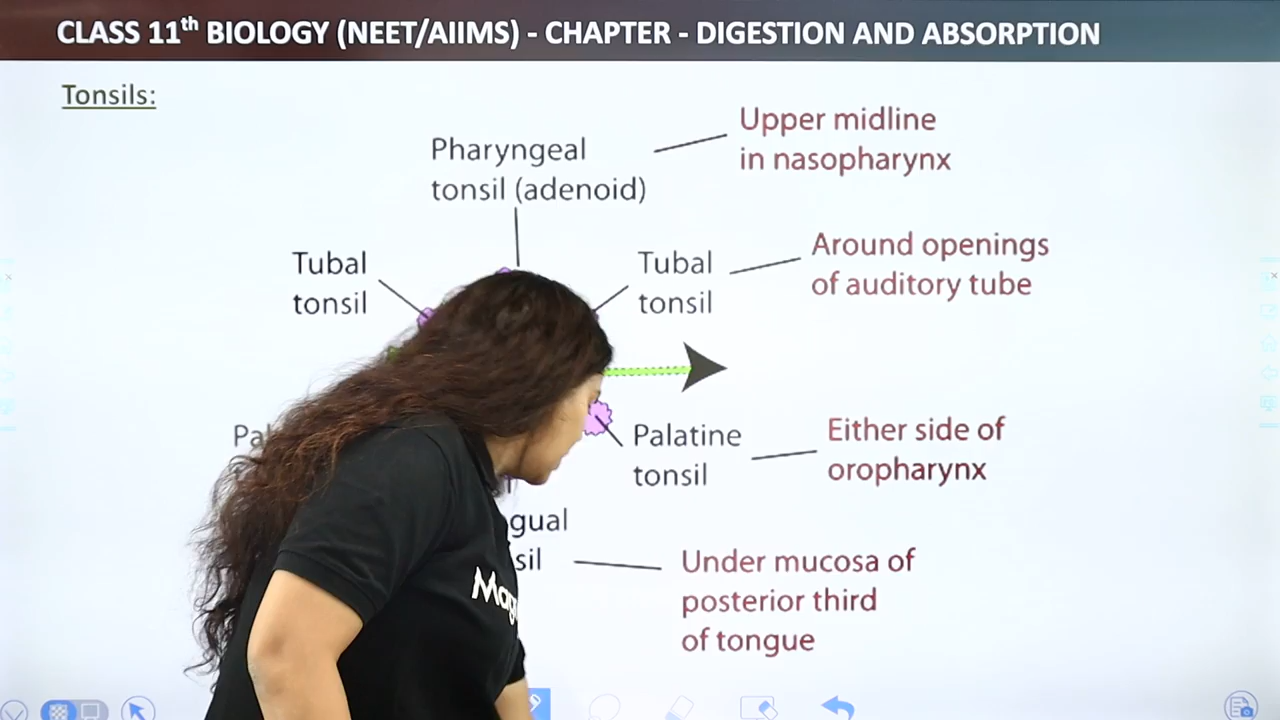 CLASS 11th BIOLOGY (NEET/AIIMS) - CHAPTER - DIGESTION AND ABSORPTION
Tonsils:
Pharyngeal
tonsil (adenoid)
Upper midline
in nasopharynx
Tubal
tonsil
Tubal
tonsil
Around openings
of auditory tube
Palatine
tonsil
Either side of
oropharynx
Under mucosa of
posterior third
of tongue